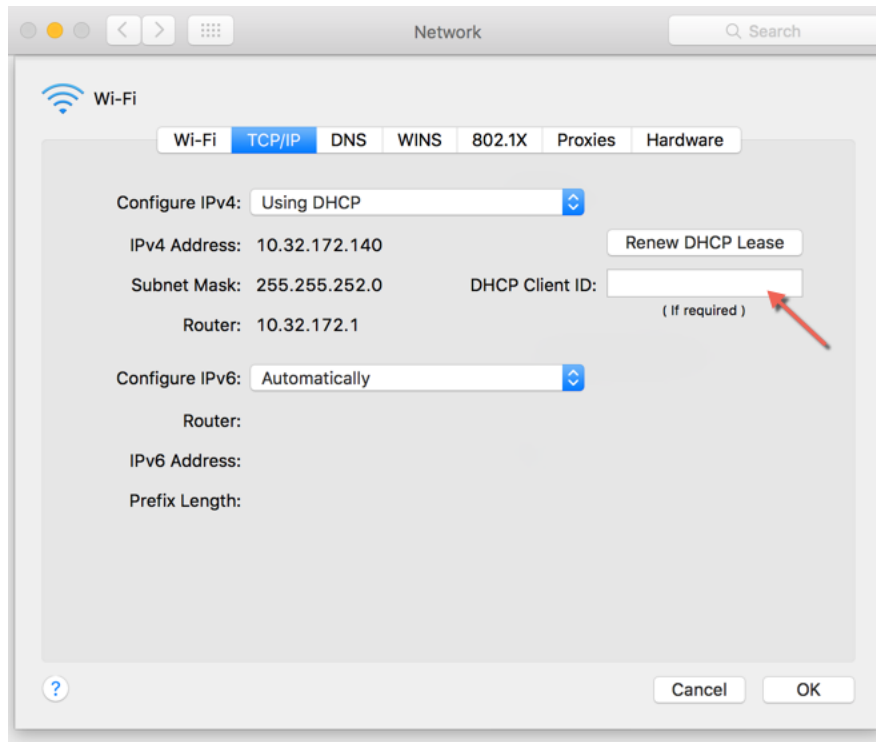 Network
Search
Wi-Fi
Wi-Fi TCP/IP DNS WINS 802.1X Proxies Hardware
Configure IPv4: Using DHCP
IPv4 Address: 10.32.172.140 Renew DHCP Lease
Subnet Mask: 255.255.252.0 DHCP Client ID:
( If required )
Router: 10.32.172.1
Configure IPv6: Automatically
Router:
IPv6 Address:
Prefix Length:
? Cancel OK